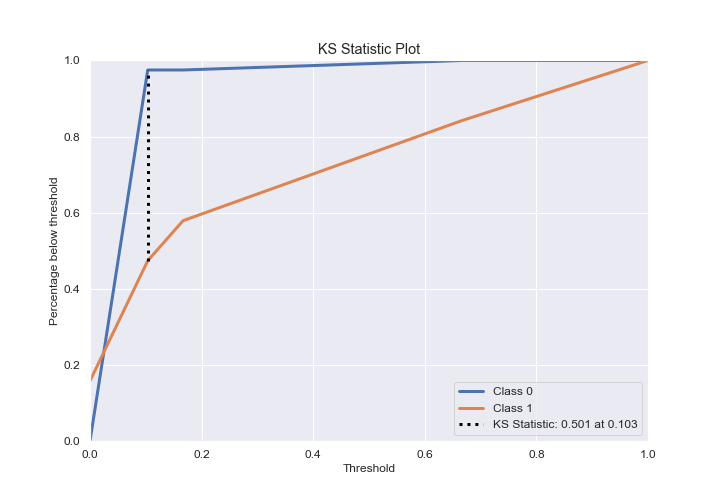 KS Statistic Plot
1.0
0.8
0.6
0.4
0.2
0.0
Percentage below threshold
0.0 0.2 0.4 0.6 0.8 1.0
Threshold
Class 0
Class 1
KS Statistic: 0.501 at 0.103